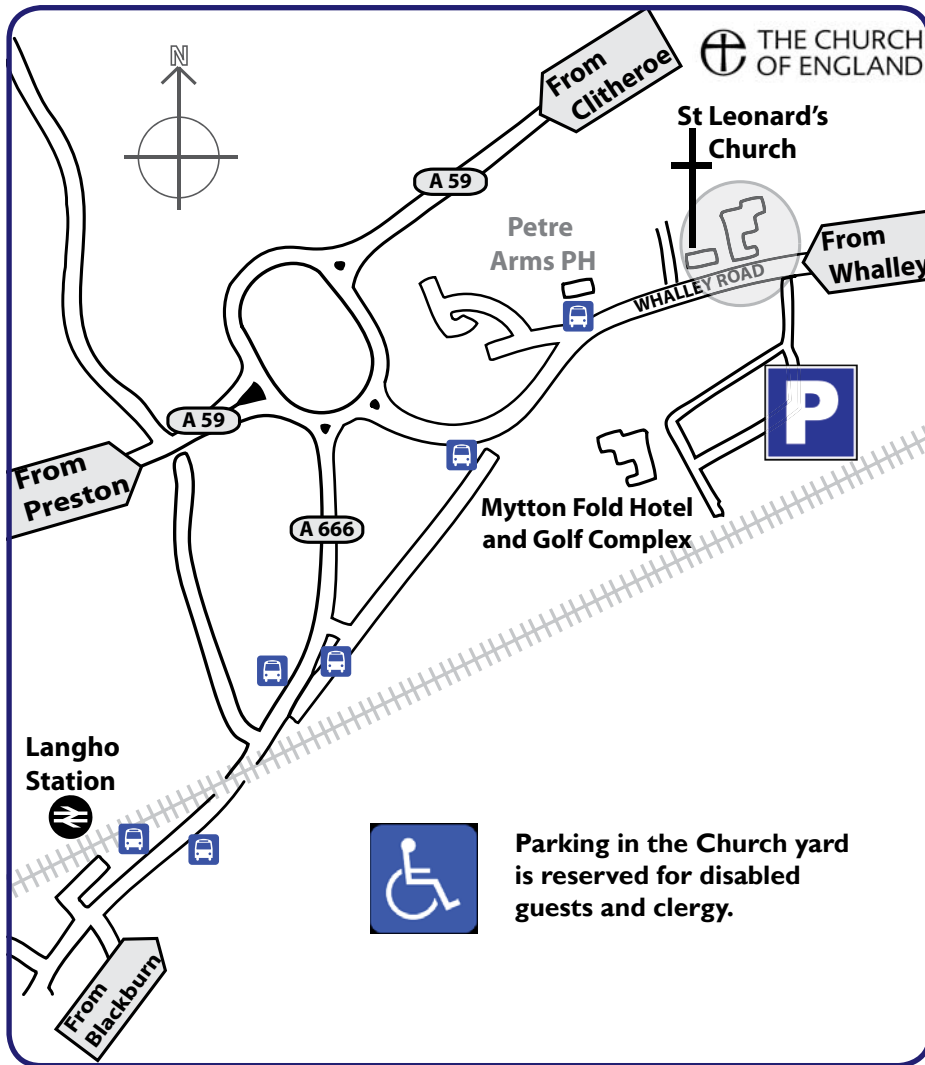 N
THE CHURCH
OF ENGLAND
From
Clitheroe
St Leonard's
Church
A 59
Petre
Arms PH
From
Whalley
WHALLEY ROAD
P
A 59
From
Preston
A 666
Mytton Fold Hotel
and Golf Complex
Langho
Station
Parking in the Church yard
is reserved for disabled
guests and clergy.
From
Blackburn